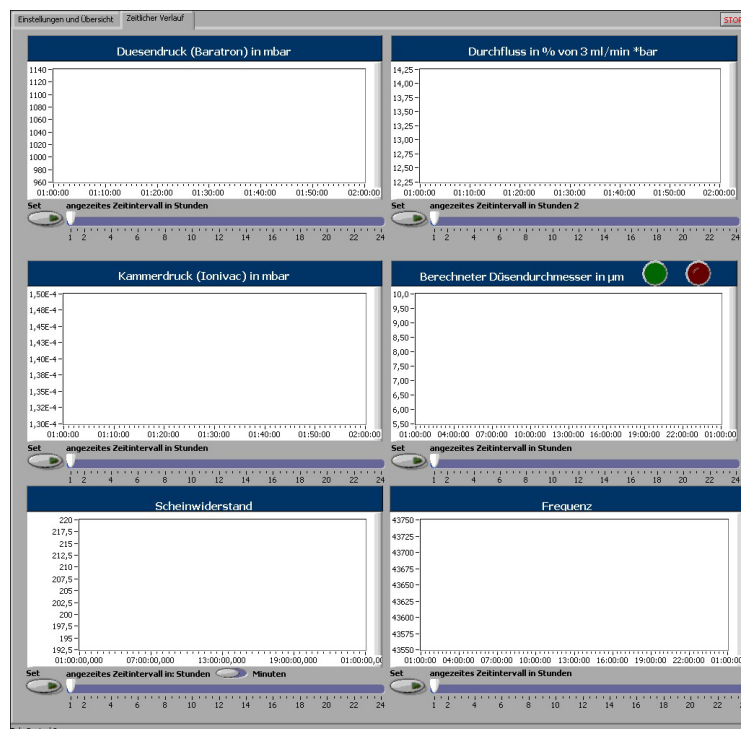 Einstellungen und Übersicht Zeitlicher Verlauf STOP
Duesendruck (Baratron) in mbar
1140
1120
1100
1080
1060
1040
1020
1000
980
960
01:00:00 01:10:00 01:20:00 01:30:00 01:40:00 01:50:00 02:00:00
Set angezeites Zeitintervall in Stunden
1 2 4 6 8 10 12 14 16 18 20 22 24
Durchfluss in % von 3 ml/min *bar
14,25
14,00
13,75
13,50
13,25
13,00
12,75
12,50
12,25
01:00:00 01:10:00 01:20:00 01:30:00 01:40:00 01:50:00 02:00:00
Set angezeites Zeitintervall in Stunden 2
1 2 4 6 8 10 12 14 16 18 20 22 24
Kammerdruck (Ionivac) in mbar
1,50E-4
1,48E-4
1,45E-4
1,43E-4
1,40E-4
1,38E-4
1,35E-4
1,32E-4
1,30E-4
01:00:00 01:10:00 01:20:00 01:30:00 01:40:00 01:50:00 02:00:00
Set angezeites Zeitintervall in Stunden
1 2 4 6 8 10 12 14 16 18 20 22 24
Berechneter Düsendurchmesser in µm
10,0
9,50
9,00
8,50
8,00
7,50
7,00
6,50
6,00
5,50
01:00:00 04:00:00 07:00:00 10:00:00 13:00:00 16:00:00 19:00:00 22:00:00 01:00:00
Set angezeites Zeitintervall in Stunden
1 2 4 6 8 10 12 14 16 18 20 22 24
Scheinwiderstand
220
217,5
215
212,5
210
207,5
205
202,5
200
197,5
195
192,5
01:00:00,000 07:00:00,000 13:00:00,000 19:00:00,000 01:00:00,00
Set angezeites Zeitintervall in: Stunden Minuten
1 2 4 6 8 10 12 14 16 18 20 22 24
Frequenz
43750
43725
43700
43675
43650
43625
43600
43575
43550
01:00:00 04:00:00 07:00:00 10:00:00 13:00:00 16:00:00 19:00:00 22:00:00 01:00:00
Set angezeites Zeitintervall in Stunden
1 2 4 6 8 10 12 14 16 18 20 22 24